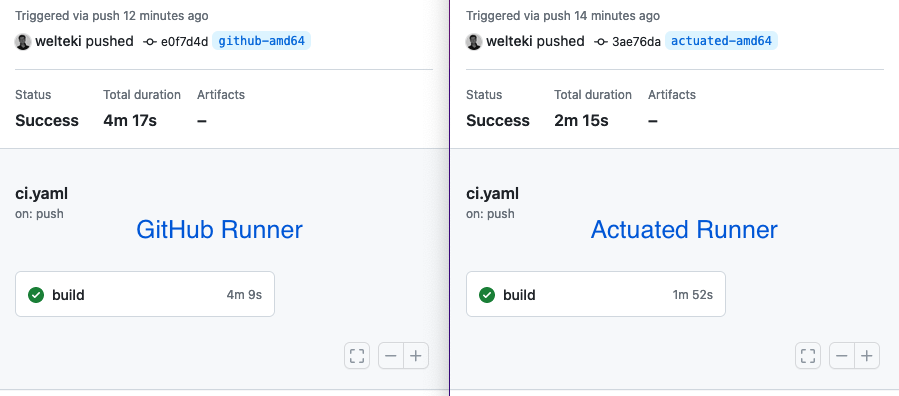 Triggered via push 12 minutes ago
welteki pushed e0f7d4d github-amd64
Status Total duration Artifacts
Success 4m 17s –
ci.yaml
on: push
GitHub Runner
build 4m 9s
Triggered via push 14 minutes ago
welteki pushed 3ae76da actuated-amd64
Status Total duration Artifacts
Success 2m 15s –
ci.yaml
on: push
Actuated Runner
build 1m 52s